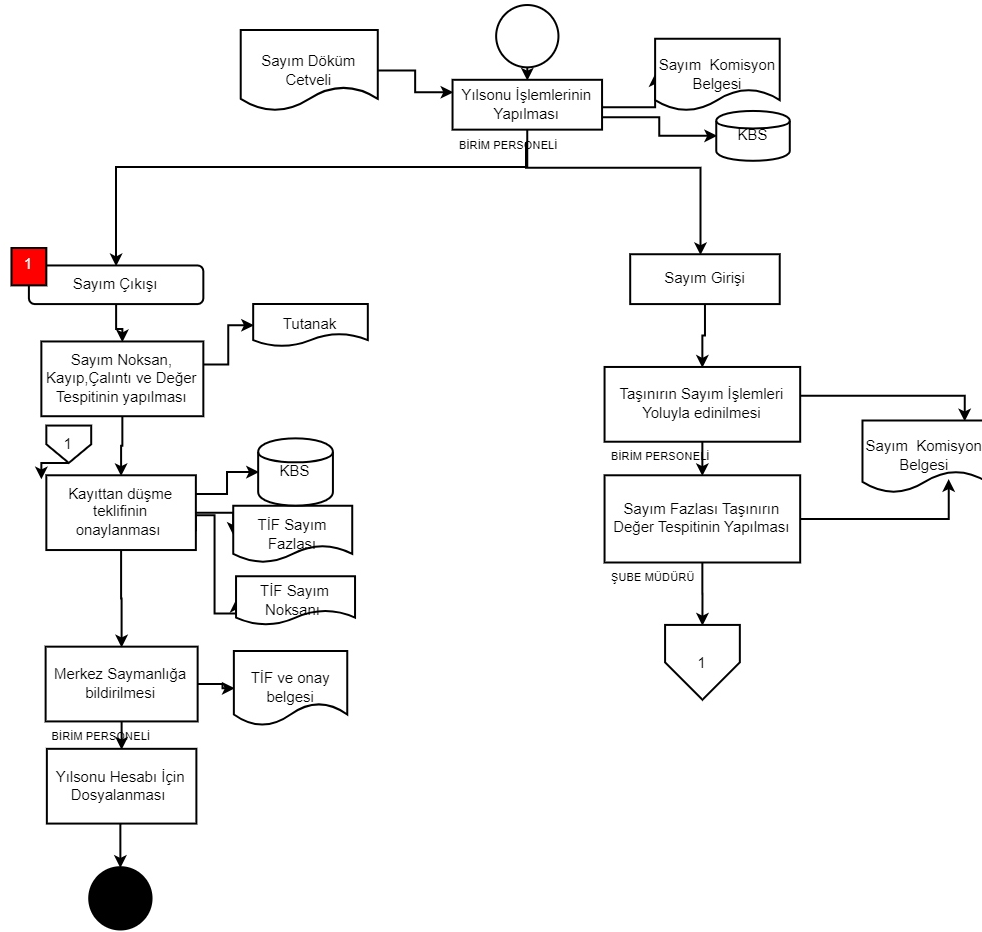 Sayım Döküm
Cetveli
Yılsonu İşlemlerinin
Yapılması
Sayım  Komisyon
Belgesi
KBS
BİRİM PERSONELİ
1
Sayım Çıkışı
Sayım Girişi
Tutanak
Sayım Noksan,
Kayıp,Çalıntı ve Değer
Tespitinin yapılması
Taşınırın Sayım İşlemleri
Yoluyla edinilmesi
BİRİM PERSONELİ
Sayım  Komisyon
Belgesi
1
Kayıttan düşme
teklifinin
onaylanması
KBS
TİF Sayım
Fazlası
TİF Sayım
Noksanı
Sayım Fazlası Taşınırın
Değer Tespitinin Yapılması
ŞUBE MÜDÜRÜ
1
Merkez Saymanlığa
bildirilmesi
TİF ve onay
belgesi
BİRİM PERSONELİ
Yılsonu Hesabı İçin
Dosyalanması